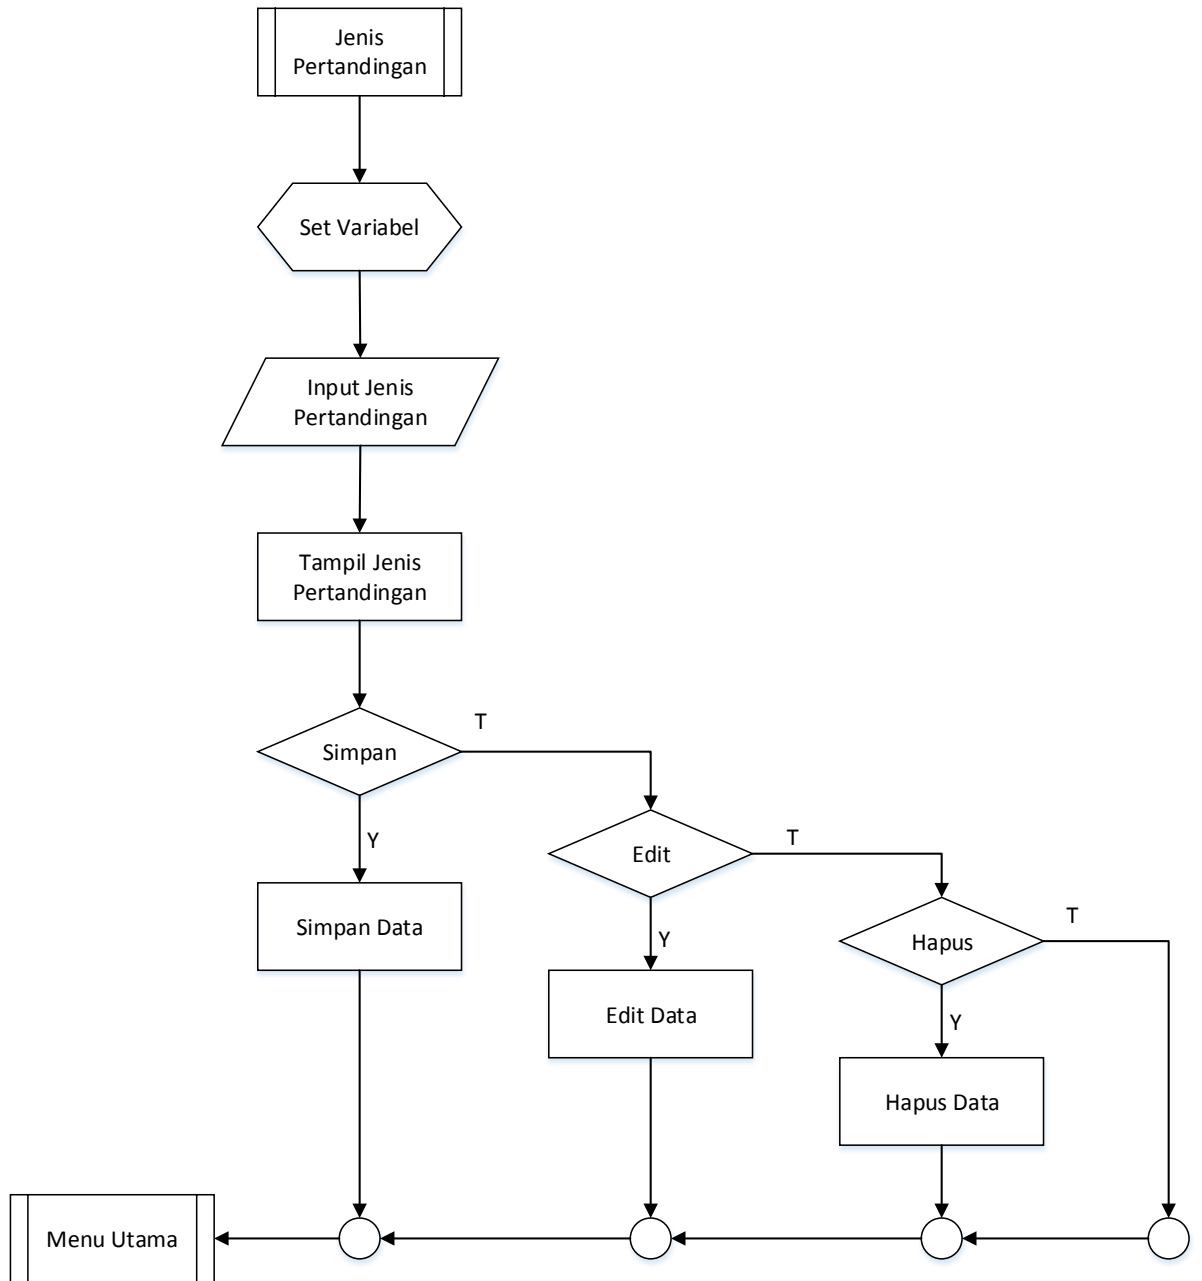 Jenis
Pertandingan
Set Variabel
Input Jenis
Pertandingan
Tampil Jenis
Pertandingan
Simpan
T
Y
Simpan Data
Edit
T
Y
Edit Data
Hapus
T
Y
Hapus Data
Menu Utama